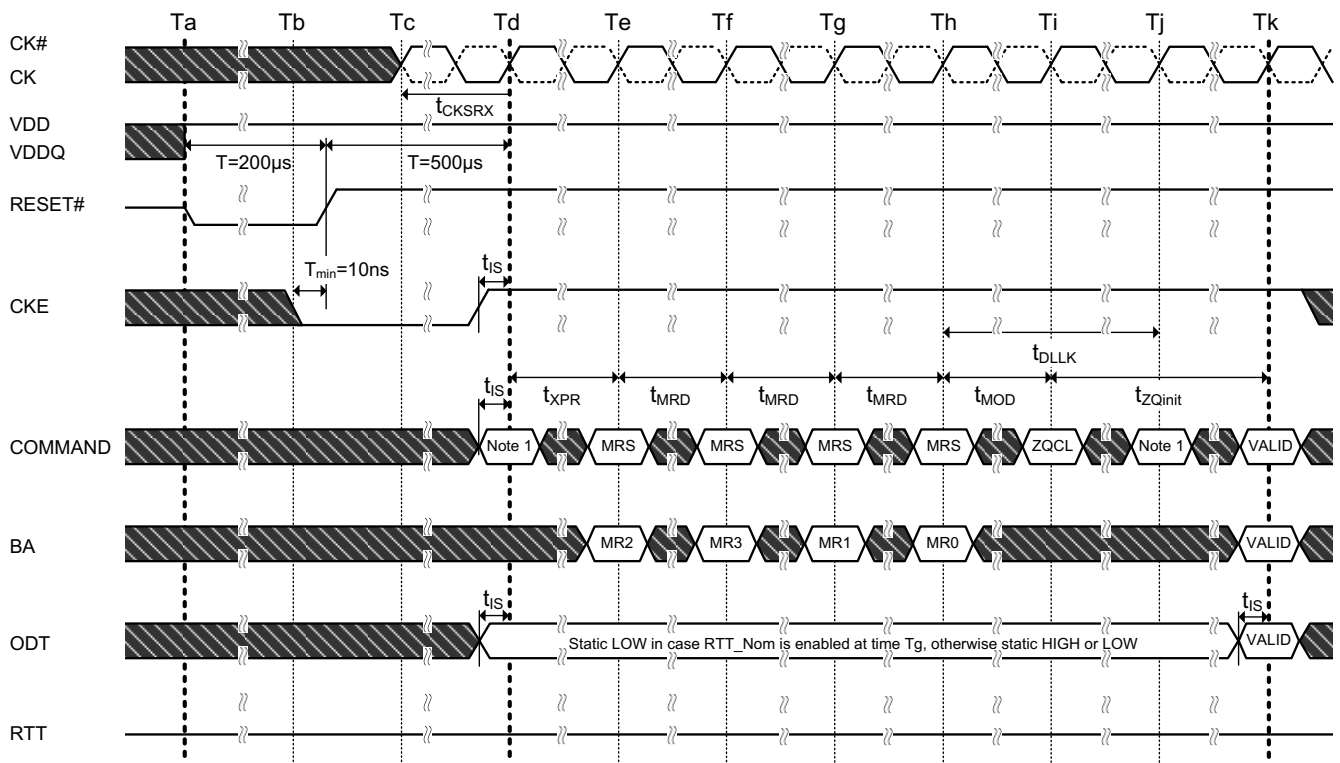 Ta Tb Tc Td Te Tf Tg Th Ti Tj Tk
CK#
CK
tCKSRX
VDD
VDDQ
T=200µs T=500µs
RESET#
Tmin=10ns tIS
CKE
tDLLK
tIS tXPR tMRD tMRD tMRD tMOD tZQinit
COMMAND Note 1 MRS MRS MRS MRS ZQCL Note 1 VALID
BA MR2 MR3 MR1 MR0 VALID
tIS tIS
ODT Static LOW in case RTT_Nom is enabled at time Tg, otherwise static HIGH or LOW VALID
RTT